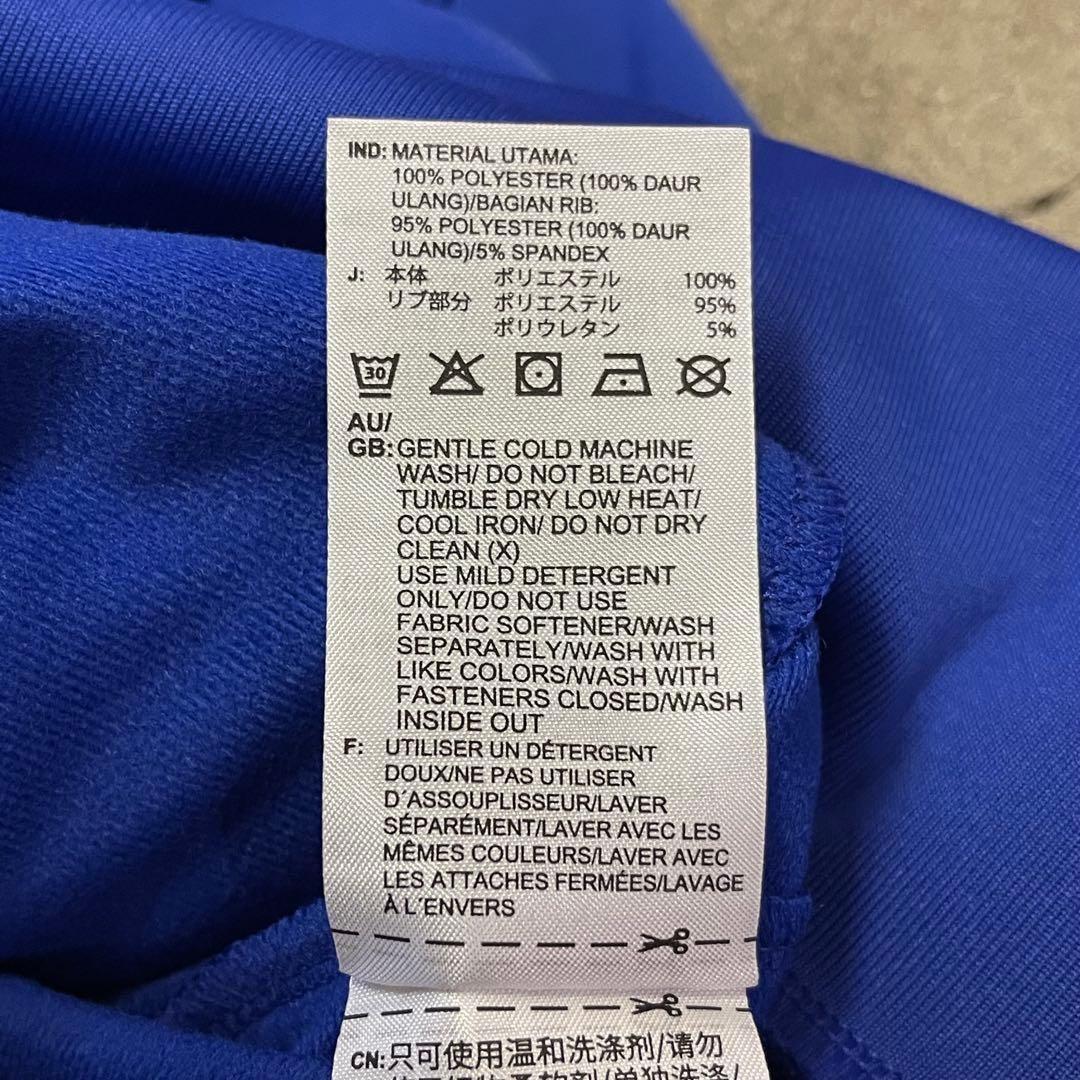 IND: MATERIAL UTAMA:
100% POLYESTER (100% DAUR
ULANG)/BAGIAN RIB:
95% POLYESTER (100% DAUR
ULANG)/5% SPANDEX
J: 本体 ポリエステル 100%
リブ部分 ポリエステル 95%
ポリウレタン 5%
30
AU/
GB: GENTLE COLD MACHINE
WASH/ DO NOT BLEACH/
TUMBLE DRY LOW HEAT/
COOL IRON/ DO NOT DRY
CLEAN (X)
USE MILD DETERGENT
ONLY/DO NOT USE
FABRIC SOFTENER/WASH
SEPARATELY/WASH WITH
LIKE COLORS/WASH WITH
FASTENERS CLOSED/WASH
INSIDE OUT
F: UTILISER UN DÉTERGENT
DOUX/NE PAS UTILISER
D´ASSOUPLISSEUR/LAVER
SÉPARÉMENT/LAVER AVEC LES
MÊMES COULEURS/LAVER AVEC
LES ATTACHES FERMÉES/LAVAGE
À L´ENVERS
CN: 只可使用温和洗涤剂/请勿